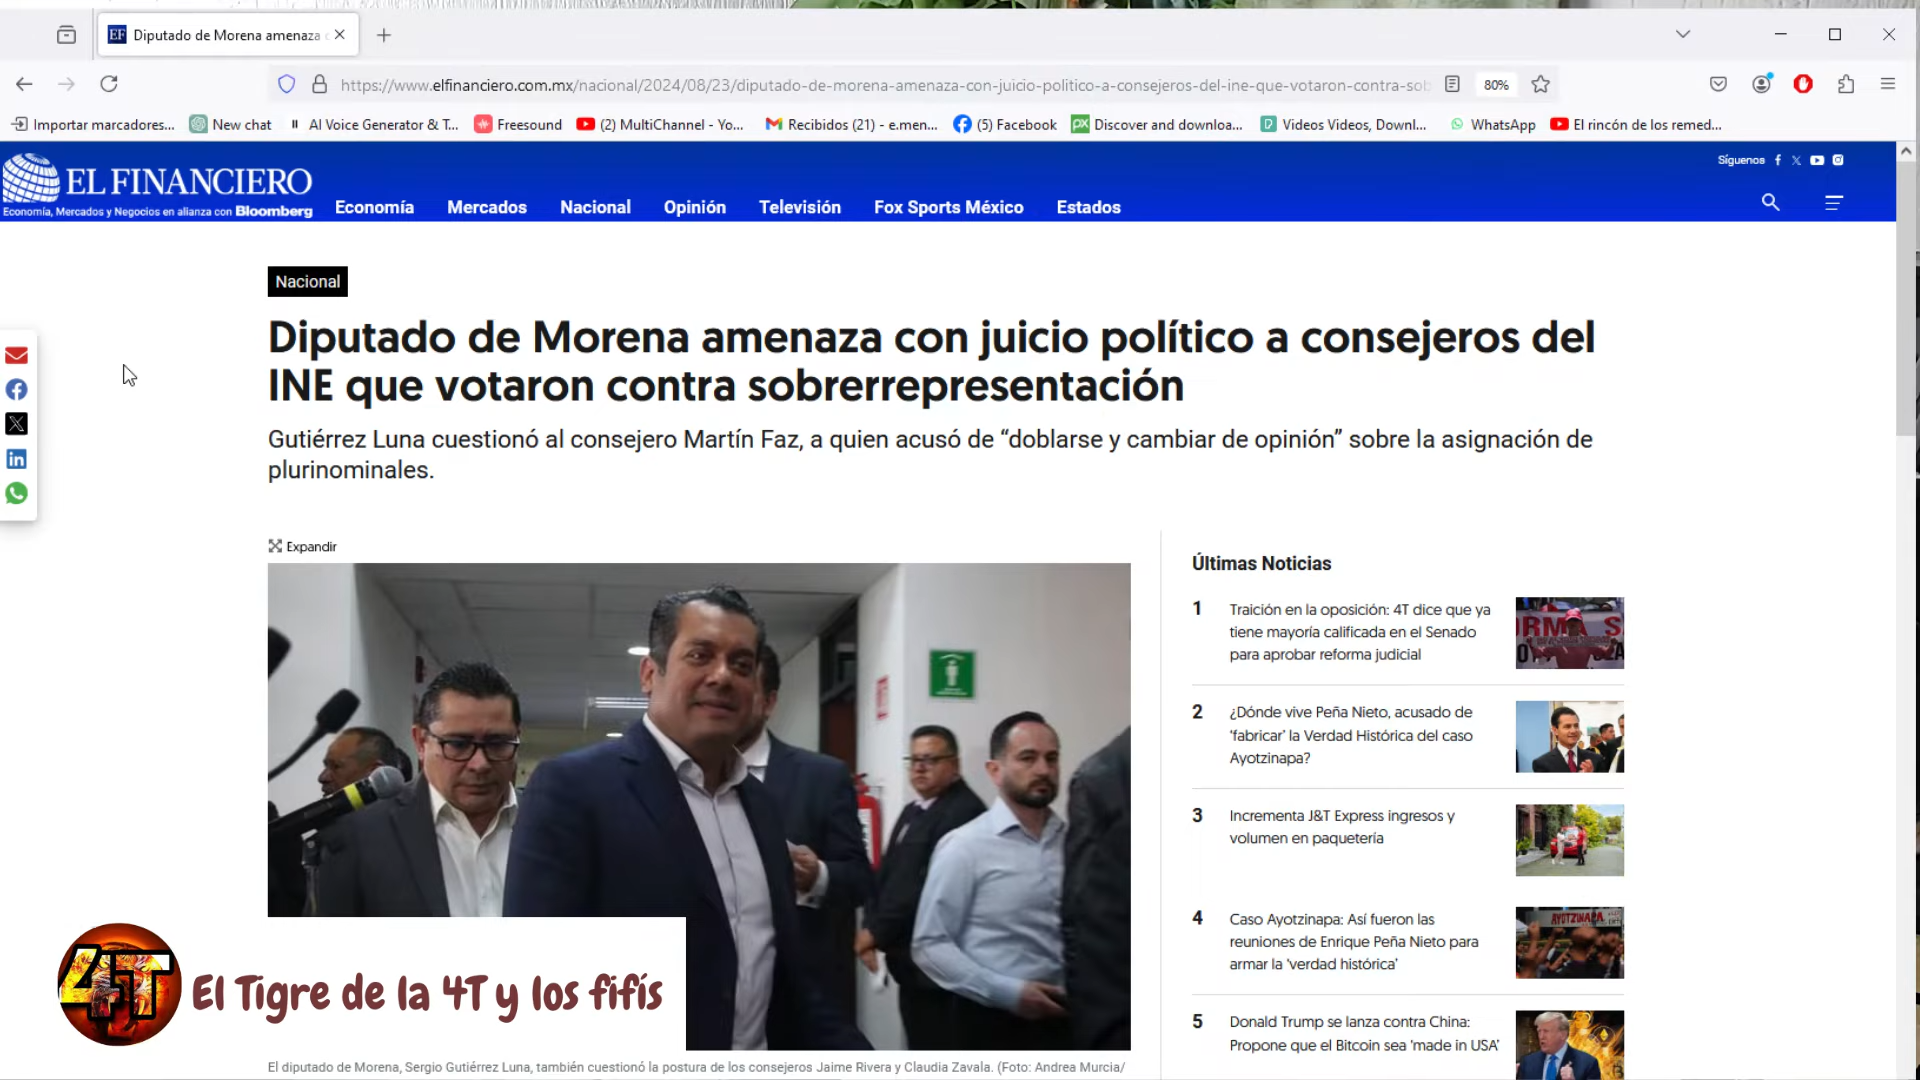 Diputado de Morena amenaza
https://www.elfinanciero.com.mx/nacional/2024/08/23/diputado-de-morena-amenaza-con-juicio-politico-a-consejeros-del-ine-que-votaron-contra-sob
80%
Importar marcadores...
New chat
AI Voice Generator & T...
Freesound
(2) MultiChannel - Yo...
Recibidos (21) - e.men...
(5) Facebook
Discover and downloa...
Videos Videos, Downl...
WhatsApp
El rincón de los remed...
Síguenos
EL FINANCIERO
Economía, Mercados y Negocios en alianza con Bloomberg
Economía
Mercados
Nacional
Opinión
Televisión
Fox Sports México
Estados
Nacional
Diputado de Morena amenaza con juicio político a consejeros del
INE que votaron contra sobrerrepresentación
Gutiérrez Luna cuestionó al consejero Martín Faz, a quien acusó de “doblarse y cambiar de opinión” sobre la asignación de
plurinominales.
Expandir
Últimas Noticias
1
Traición en la oposición: 4T dice que ya
tiene mayoría calificada en el Senado
para aprobar reforma judicial
2
¿Dónde vive Peña Nieto, acusado de
‘fabricar’ la Verdad Histórica del caso
Ayotzinapa?
3
Incrementa J&T Express ingresos y
volumen en paquetería
4
Caso Ayotzinapa: Así fueron las
reuniones de Enrique Peña Nieto para
armar la ‘verdad histórica’
AYOTZINAPA
5
Donald Trump se lanza contra China:
Propone que el Bitcoin sea ‘made in USA’
4T
El Tigre de la 4T y los fifís
El diputado de Morena, Sergio Gutiérrez Luna, también cuestionó la postura de los consejeros Jaime Rivera y Claudia Zavala. (Foto: Andrea Murcia/